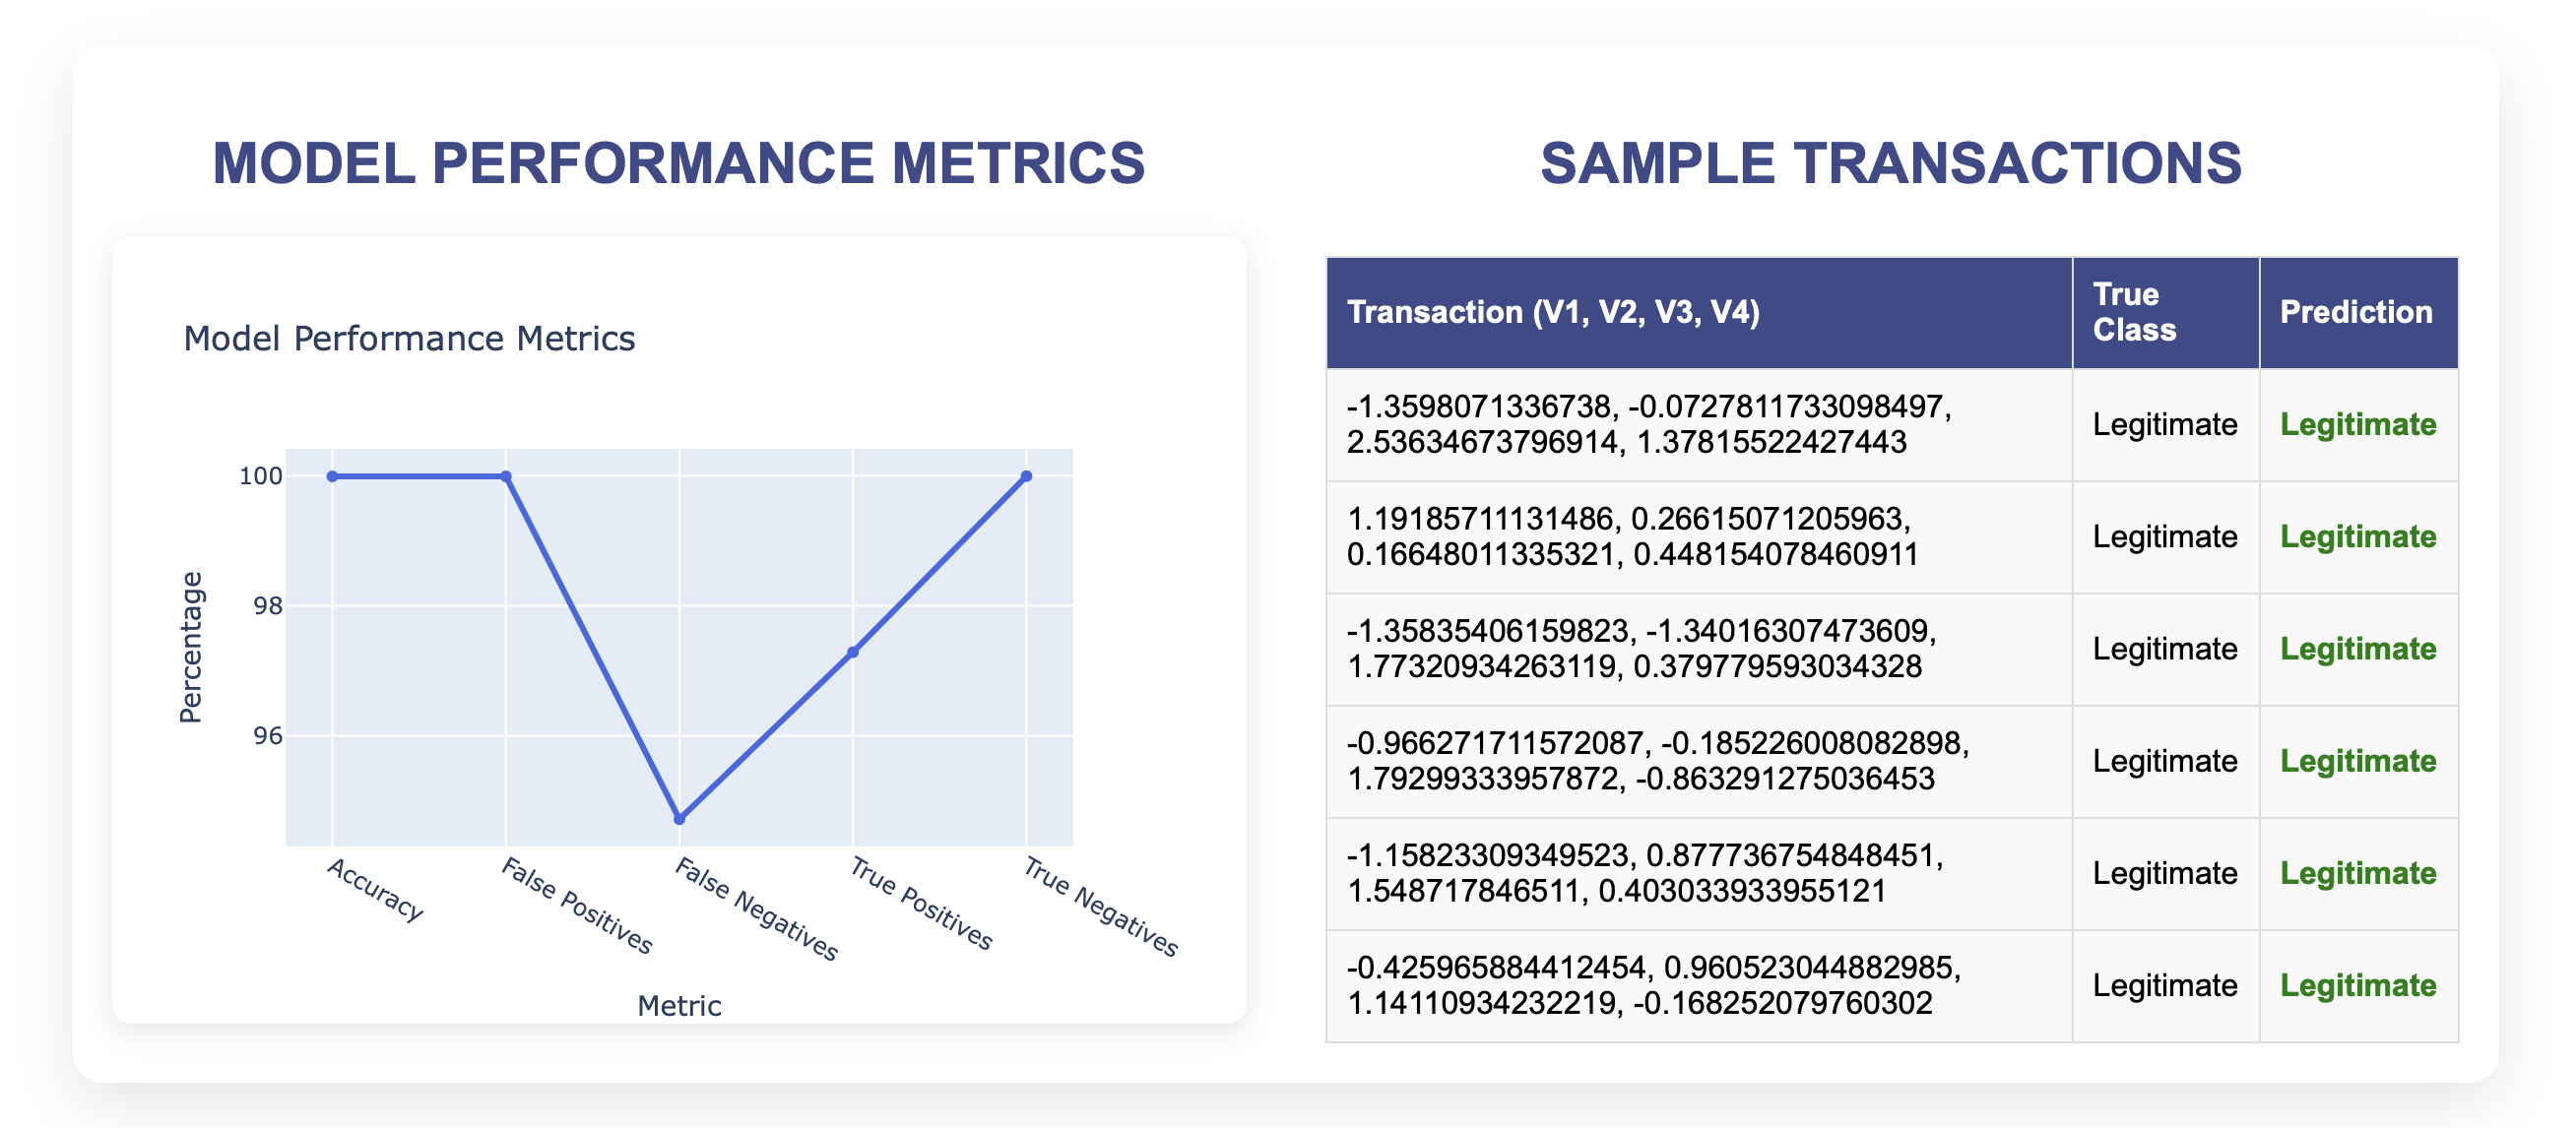 MODEL PERFORMANCE METRICS
Model Performance Metrics
100
98
96
Percentage
Accuracy
False Positives
False Negatives
True Positives
True Negatives
Metric
SAMPLE TRANSACTIONS
Transaction (V1, V2, V3, V4)
True
Class
Prediction
-1.3598071336738, -0.0727811733098497,
2.53634673796914, 1.37815522427443
Legitimate
Legitimate
1.19185711131486, 0.26615071205963,
0.16648011335321, 0.448154078460911
Legitimate
Legitimate
-1.35835406159823, -1.34016307473609,
1.77320934263119, 0.379779593034328
Legitimate
Legitimate
-0.966271711572087, -0.185226008082898,
1.79299333957872, -0.863291275036453
Legitimate
Legitimate
-1.15823309349523, 0.877736754848451,
1.548717846511, 0.403033933955121
Legitimate
Legitimate
-0.425965884412454, 0.960523044882985,
1.14110934232219, -0.168252079760302
Legitimate
Legitimate